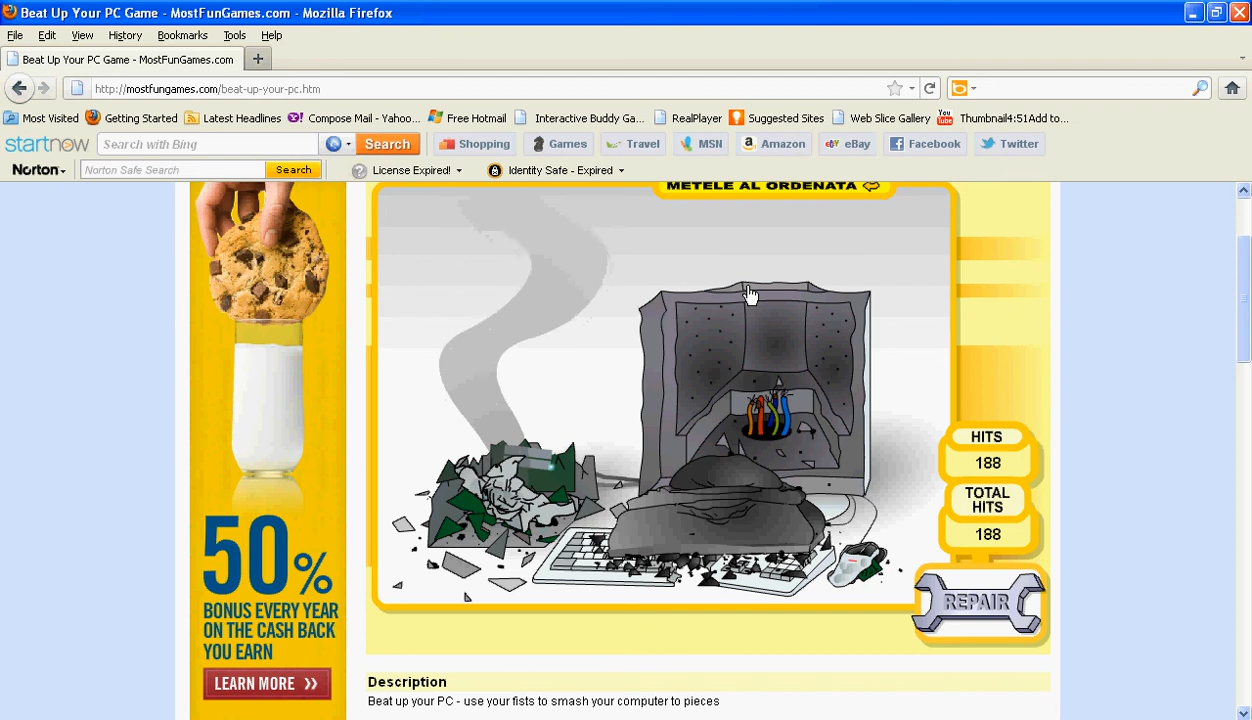 Beat Up Your PC Game - MostFunGames.com - Mozilla Firefox
File Edit View History Bookmarks Tools Help
Beat Up Your PC Game - MostFunGames.com
http://mostfungames.com/beat-up-your-pc.htm
Most Visited Getting Started Latest Headlines Compose Mail - Yahoo... Free Hotmail Interactive Buddy Ga... RealPlayer Suggested Sites Web Slice Gallery Thumbnail4:51Add to...
startnow Search with Bing Search Shopping Games Travel MSN Amazon eBay Facebook Twitter
Norton Norton Safe Search Search License Expired! Identity Safe - Expired
METELE AL ORDENATA
HITS
188
TOTAL
HITS
188
REPAIR
50%
BONUS EVERY YEAR
ON THE CASH BACK
YOU EARN
LEARN MORE >>
Description
Beat up your PC - use your fists to smash your computer to pieces